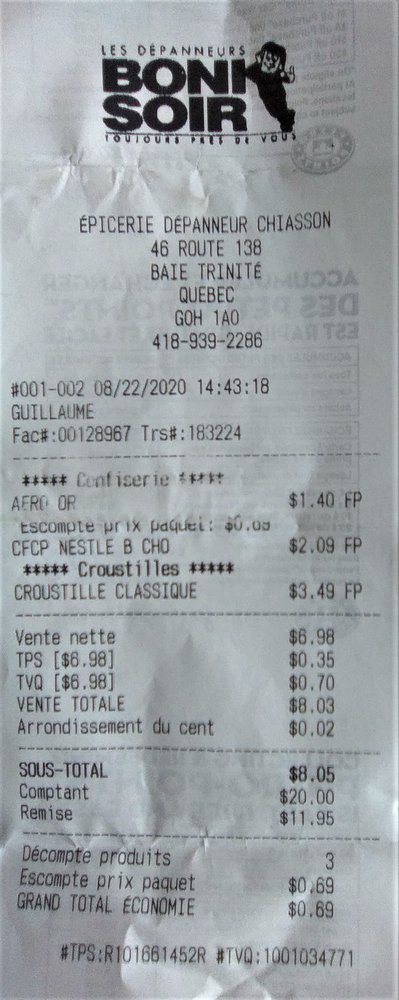 LES DÉPANNEURS
BONI
SOIR
TOUJOURS PRÈS DE VOUS
ÉPICERIE DÉPANNEUR CHIASSON
46 ROUTE 138
BAIE TRINITÉ
QUEBEC
G0H 1A0
418-939-2286
#001-002 08/22/2020 14:43:18
GUILLAUME
Fac#:00128967 Trs#:183224
***** Confiserie *****
AERO OR $1.40 FP
Escompte prix paquet:
CFCP NESTLE B CHO $2.09 FP
***** Croustilles *****
CROUSTILLE CLASSIQUE $3.49 FP
Vente nette $6.98
TPS [$6.98] $0.35
TVQ [$6.98] $0.70
VENTE TOTALE $8.03
Arrondissement du cent $0.02
SOUS-TOTAL $8.05
Comptant $20.00
Remise $11.95
Décompte produits 3
Escompte prix paquet $0.69
GRAND TOTAL ÉCONOMIE $0.69
#TPS:R101661452R #TVQ:1001034771